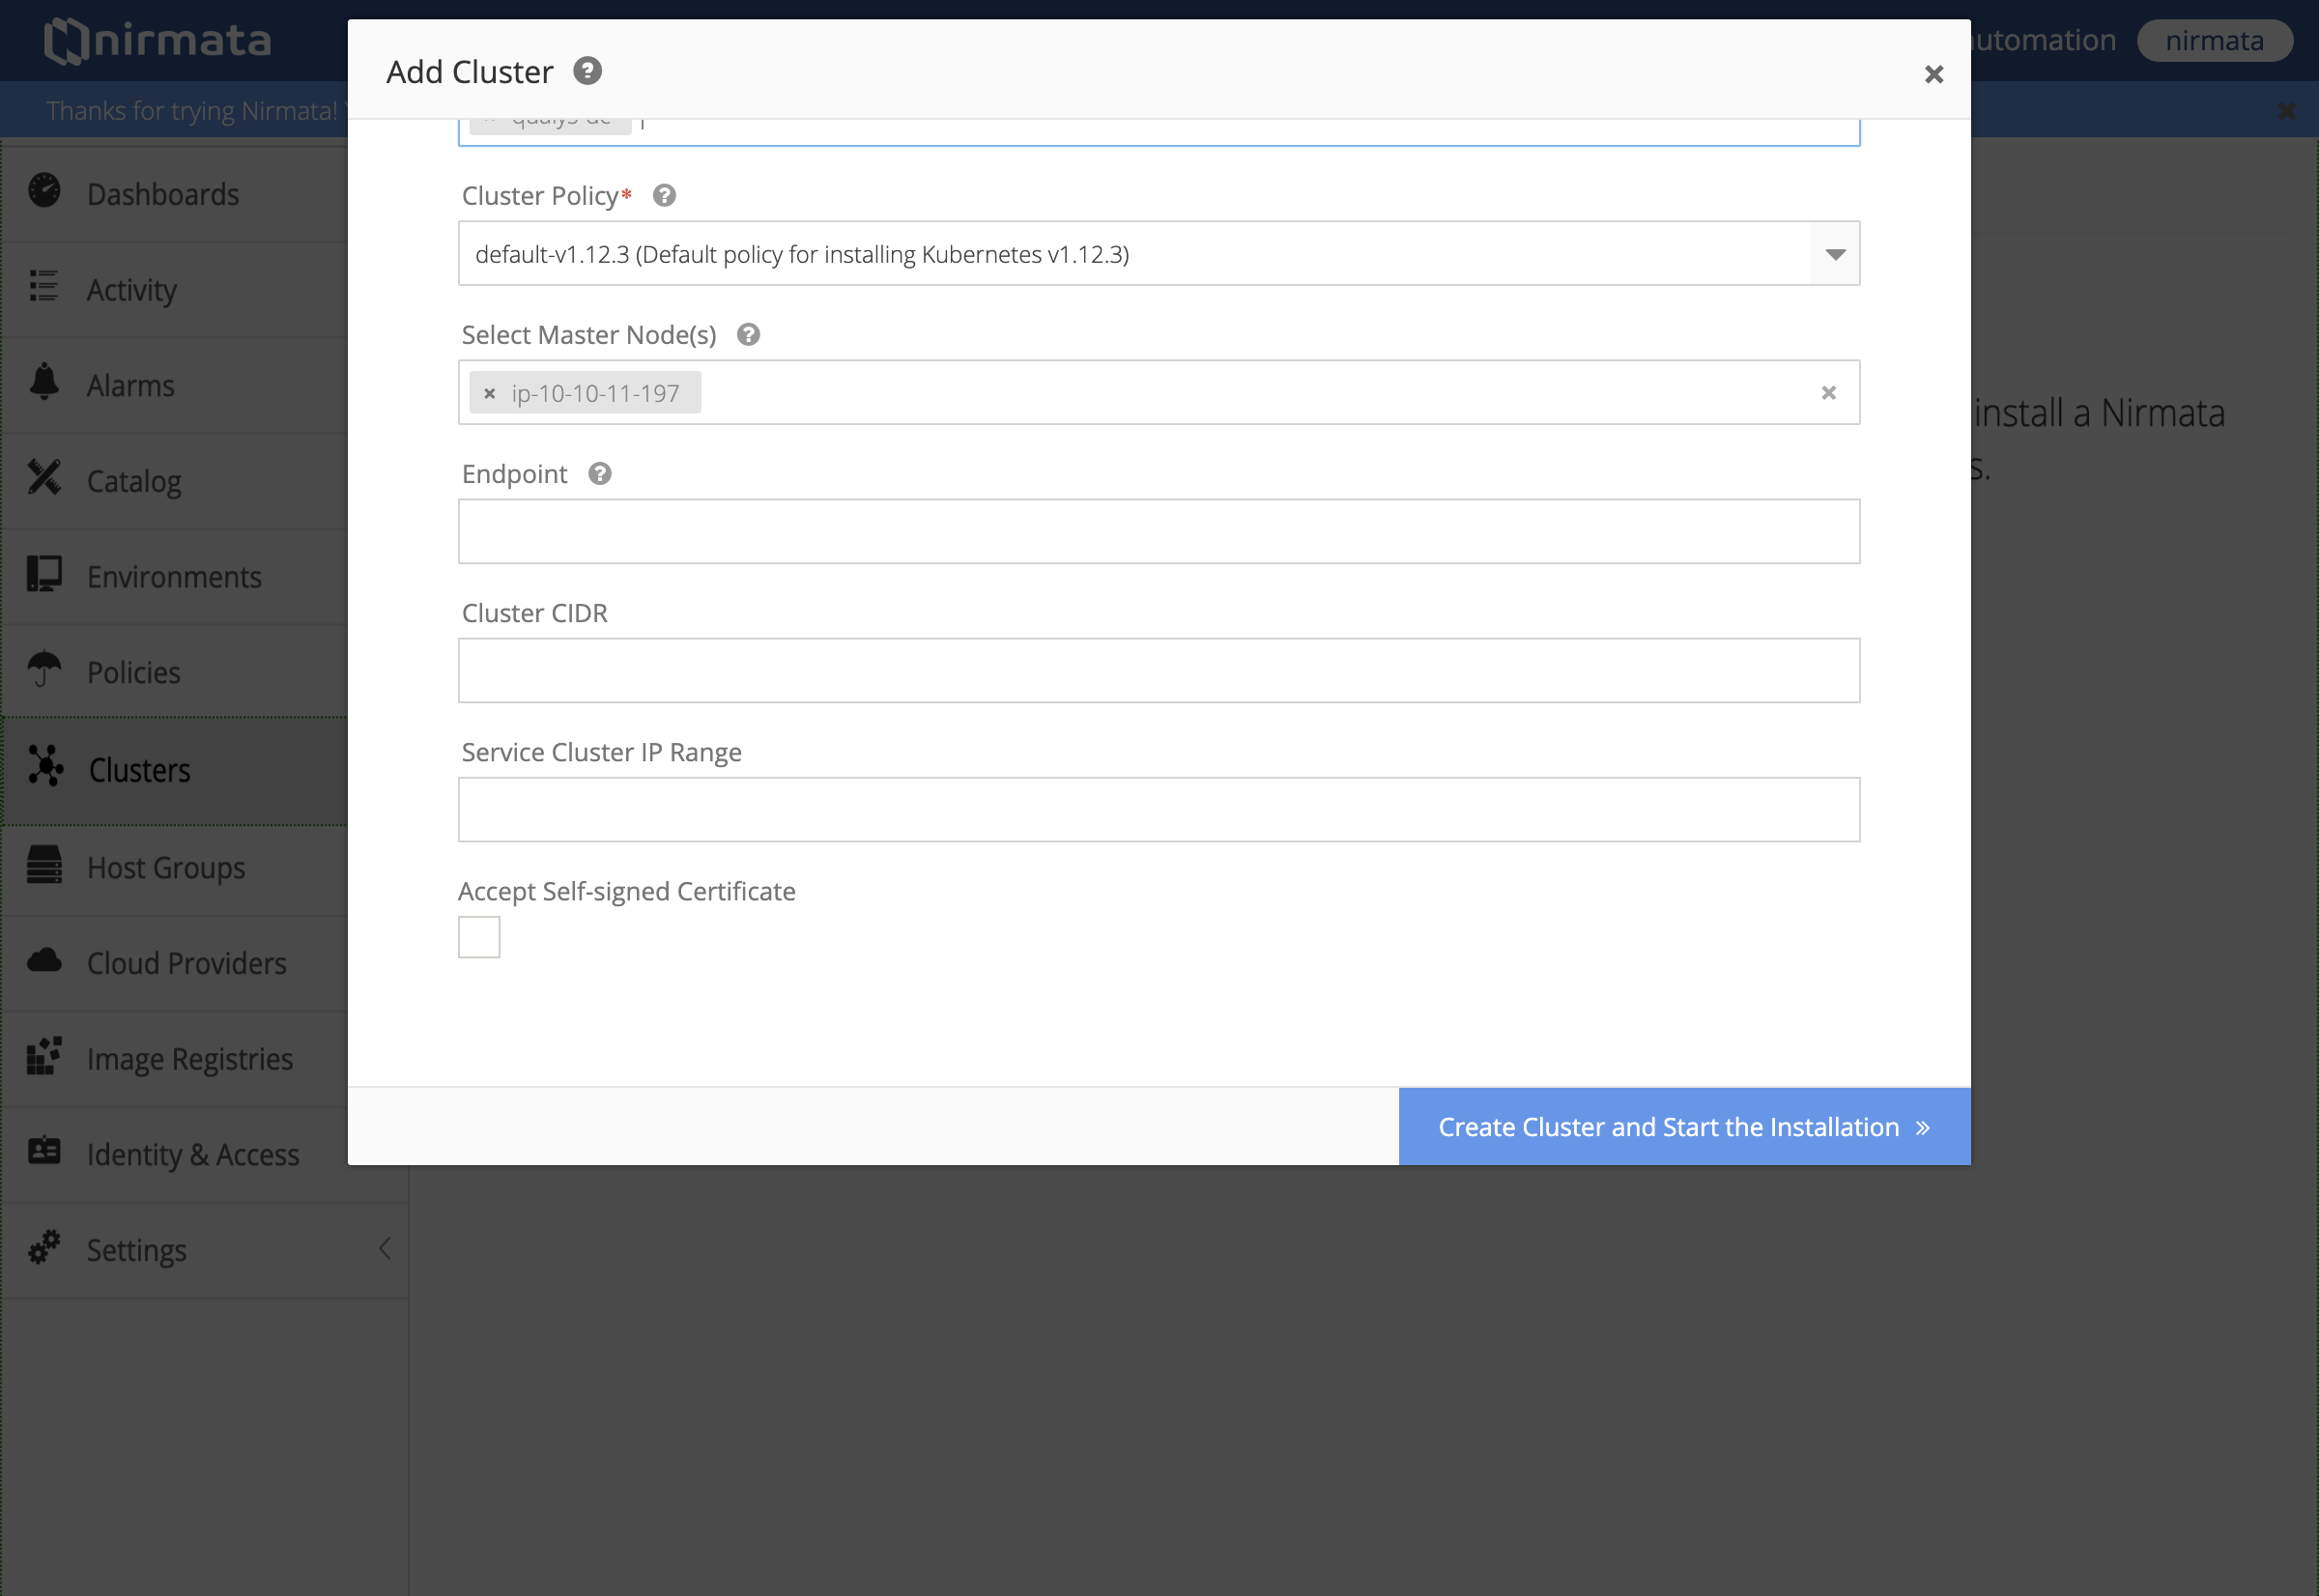 nirmata
Add Cluster
automation
nirmata
Thanks for trying Nirmata!
Cluster Policy*
default-v1.12.3 (Default policy for installing Kubernetes v1.12.3)
Select Master Node(s)
ip-10-10-11-197
Endpoint
Cluster CIDR
Service Cluster IP Range
Accept Self-signed Certificate
Create Cluster and Start the Installation »
Dashboards
Activity
Alarms
Catalog
Environments
Policies
Clusters
Host Groups
Cloud Providers
Image Registries
Identity & Access
Settings
install a Nirmata
s.